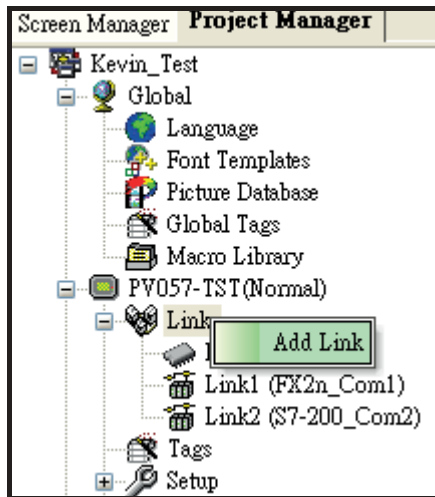 Screen Manager Project Manager
Kevin_Test
Global
Language
Font Templates
Picture Database
Global Tags
Macro Library
PV057-TST(Normal)
Link
Add Link
Link1 (FX2n_Com1)
Link2 (S7-200_Com2)
Tags
Setup